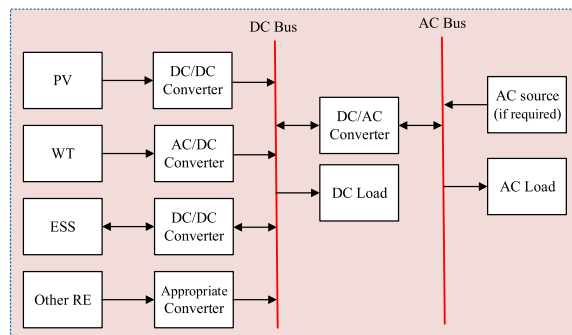 DC Bus
AC Bus
PV
DC/DC
Converter
WT
AC/DC
Converter
ESS
DC/DC
Converter
Other RE
Appropriate
Converter
DC/AC
Converter
DC Load
AC source
(if required)
AC Load